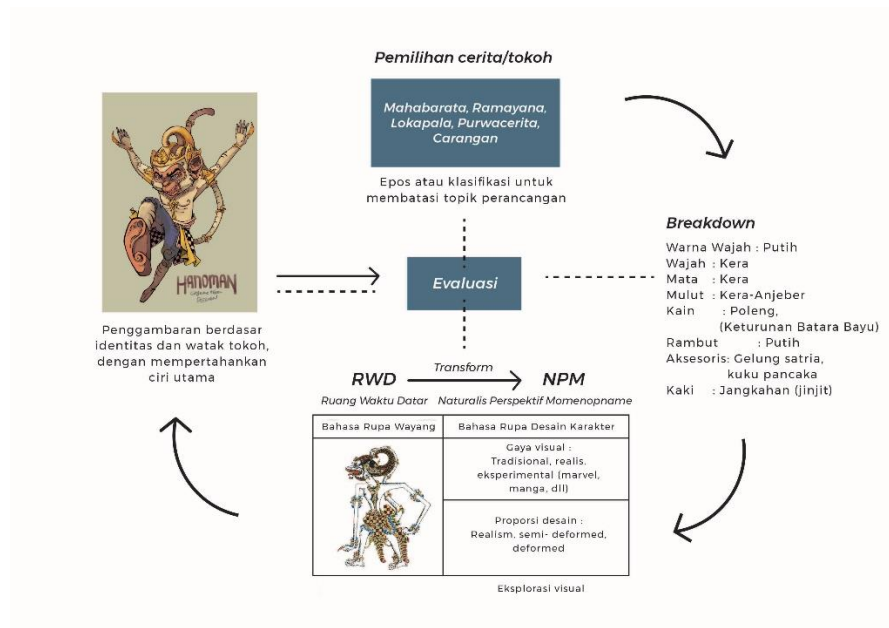 Pemilihan cerita/tokoh
Mahabarata, Ramayana,
Lokapala, Purwacerita,
Carangan
Epos atau klasifikasi untuk
membatasi topik perancangan
Breakdown
Warna Wajah : Putih
Wajah : Kera
Mata : Kera
Mulut : Kera-Anjeber
Kain : Poleng,
(Keturunan Batara Bayu)
Rambut : Putih
Aksesoris: Gelung satria,
kuku pancaka
Kaki : Jangkahan (jinjit)
Evaluasi
HANOMAN
Penggambaran berdasar
identitas dan watak tokoh,
dengan mempertahankan
ciri utama
Transform
RWD NPM
Ruang Waktu Datar Naturalis Perspektif Momenopname
Bahasa Rupa Wayang Bahasa Rupa Desain Karakter
Gaya visual :
Tradisional, realis,
eksperimental (marvel,
manga, dll)
Proporsi desain :
Realism, semi- deformed,
deformed
Eksplorasi visual